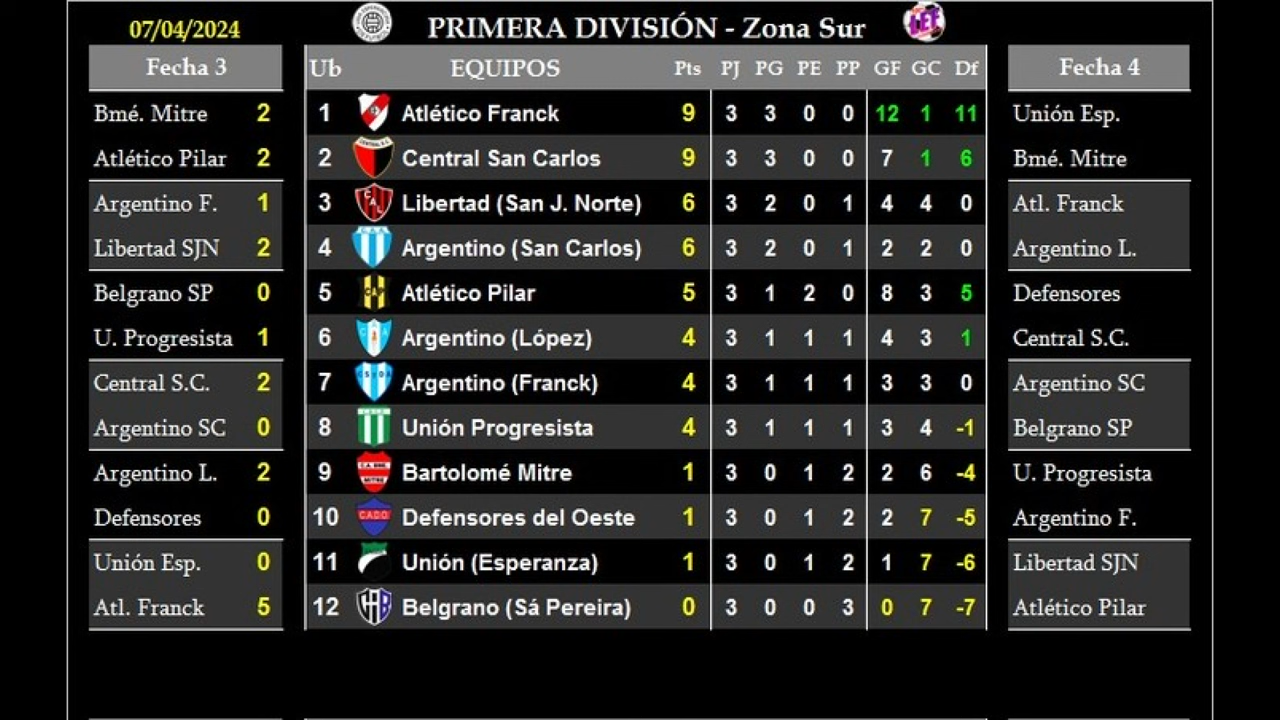 07/04/2024
PRIMERA DIVISIÓN - Zona Sur
LEF
Fecha 3
Bmé. Mitre 2
Atlético Pilar 2
Argentino F. 1
Libertad SJN 2
Belgrano SP 0
U. Progresista 1
Central S.C. 2
Argentino SC 0
Argentino L. 2
Defensores 0
Unión Esp. 0
Atl. Franck 5
Ub EQUIPOS Pts PJ PG PE PP GF GC Df
1 Atlético Franck 9 3 3 0 0 12 1 11
2 Central San Carlos 9 3 3 0 0 7 1 6
3 Libertad (San J. Norte) 6 3 2 0 1 4 4 0
4 Argentino (San Carlos) 6 3 2 0 1 2 2 0
5 Atlético Pilar 5 3 1 2 0 8 3 5
6 Argentino (López) 4 3 1 1 1 4 3 1
7 Argentino (Franck) 4 3 1 1 1 3 3 0
8 Unión Progresista 4 3 1 1 1 3 4 -1
9 Bartolomé Mitre 1 3 0 1 2 2 6 -4
10 Defensores del Oeste 1 3 0 1 2 2 7 -5
11 Unión (Esperanza) 1 3 0 1 2 1 7 -6
12 Belgrano (Sá Pereira) 0 3 0 0 3 0 7 -7
Fecha 4
Unión Esp.
Bmé. Mitre
Atl. Franck
Argentino L.
Defensores
Central S.C.
Argentino SC
Belgrano SP
U. Progresista
Argentino F.
Libertad SJN
Atlético Pilar